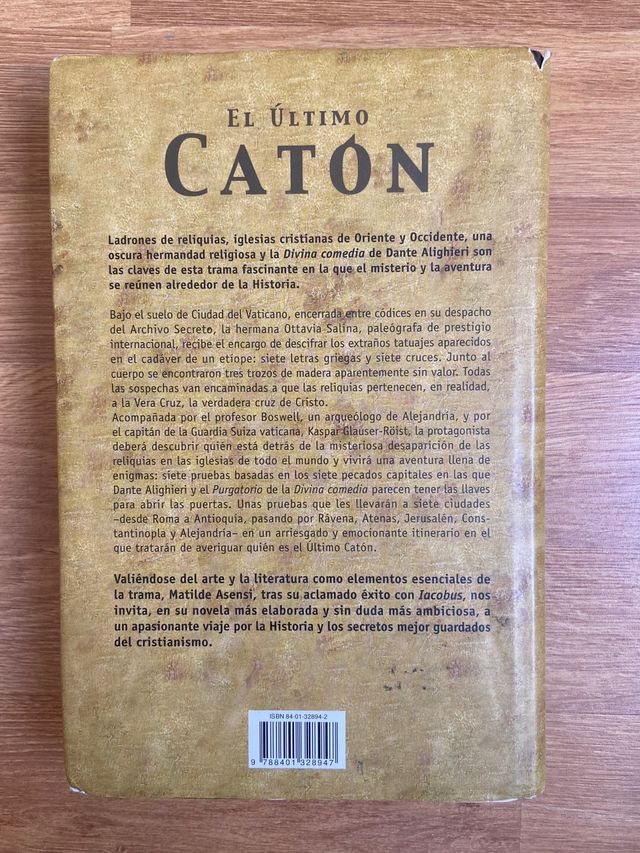 EL ÚLTIMO
CATÓN
Ladrones de reliquias, iglesias cristianas de Oriente y Occidente, una
oscura hermandad religiosa y la Divina comedia de Dante Alighieri son
las claves de esta trama fascinante en la que el misterio y la aventura
se reúnen alrededor de la Historia.
Bajo el suelo de Ciudad del Vaticano, encerrada entre códices en su despacho
del Archivo Secreto, la hermana Ottavia Salina, paleógrafa de prestigio
internacional, recibe el encargo de descifrar los extraños tatuajes aparecidos
en el cadáver de un etíope: siete letras griegas y siete cruces. Junto al
cuerpo se encontraron tres trozos de madera aparentemente sin valor. Todas
las sospechas van encaminadas a que las reliquias pertenecen, en realidad,
a la Vera Cruz, la verdadera cruz de Cristo.
Acompañada por el profesor Boswell, un arqueólogo de Alejandría, y por
el capitán de la Guardia Suiza vaticana, Kaspar Glauser-Röist, la protagonista
deberá descubrir quién está detrás de la misteriosa desaparición de las
reliquias en las iglesias de todo el mundo y vivirá una aventura llena de
enigmas: siete pruebas basadas en los siete pecados capitales en las que
Dante Alighieri y el Purgatorio de la Divina comedia parecen tener las llaves
para abrir las puertas. Unas pruebas que les llevarán a siete ciudades
–desde Roma a Antioquía, pasando por Rávena, Atenas, Jerusalén, Cons-
tantinopla y Alejandría– en un arriesgado y emocionante itinerario en el
que tratarán de averiguar quién es el Último Catón.
Valiéndose del arte y la literatura como elementos esenciales de
la trama, Matilde Asensi, tras su aclamado éxito con Iacobus, nos
invita, en su novela más elaborada y sin duda más ambiciosa, a
un apasionante viaje por la Historia y los secretos mejor guardados
del cristianismo.
ISBN 84-01-32894-2
9 788401 328947